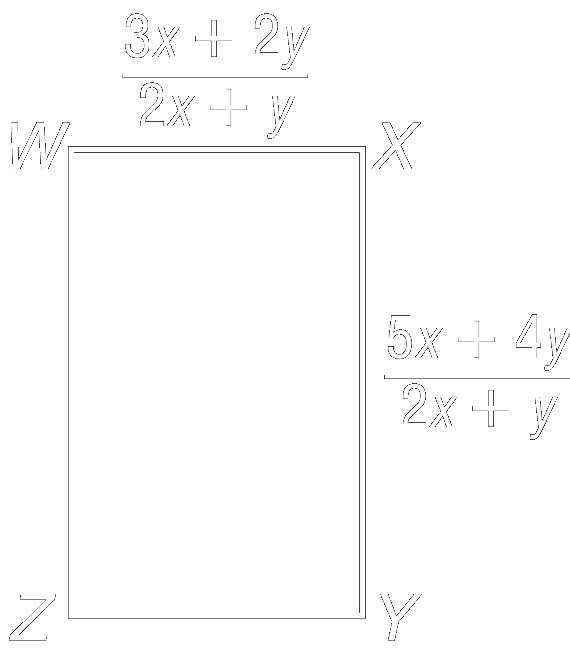 3x + 2y
2x + y
W X
5x + 4y
2x + y
Z Y